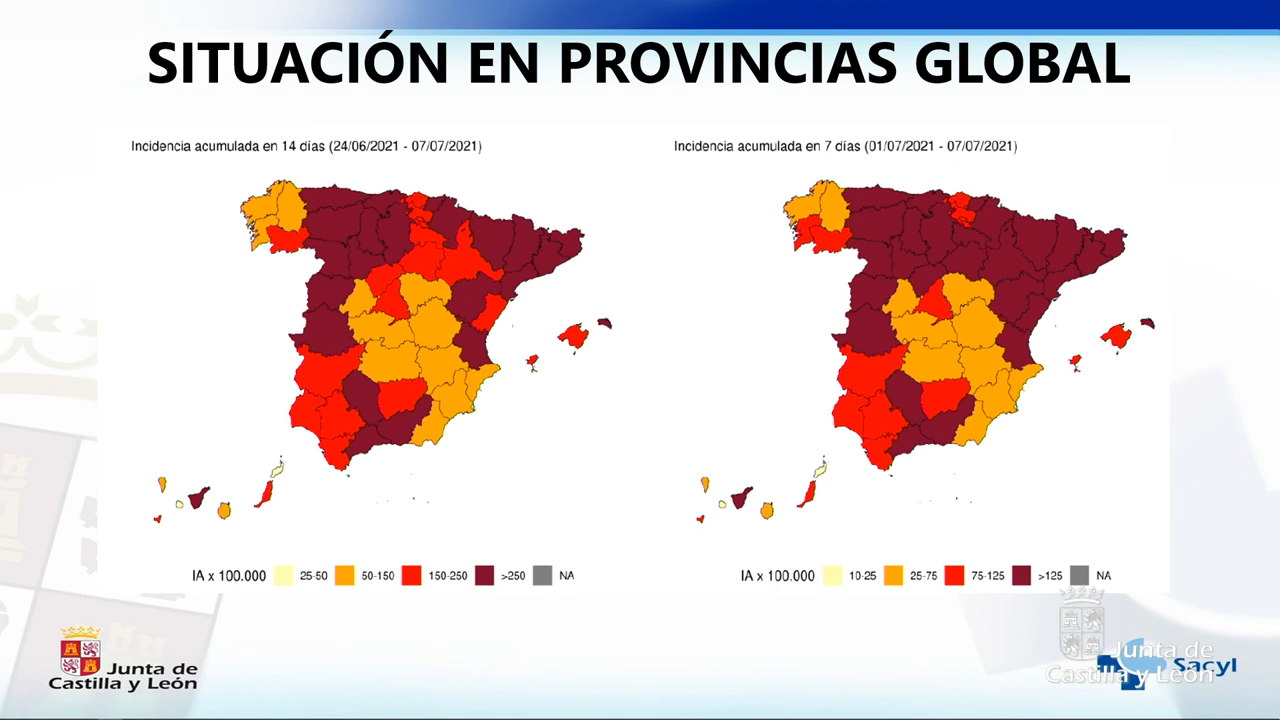 SITUACIÓN EN PROVINCIAS GLOBAL
Incidencia acumulada en 14 días (24/06/2021 - 07/07/2021)
Incidencia acumulada en 7 días (01/07/2021 - 07/07/2021)
IA x 100.000 25-50 50-150 150-250 >250 NA
IA x 100.000 10-25 25-75 75-125 >125 NA
Junta de
Castilla y León
Junta de
Castilla y León
Sacyl